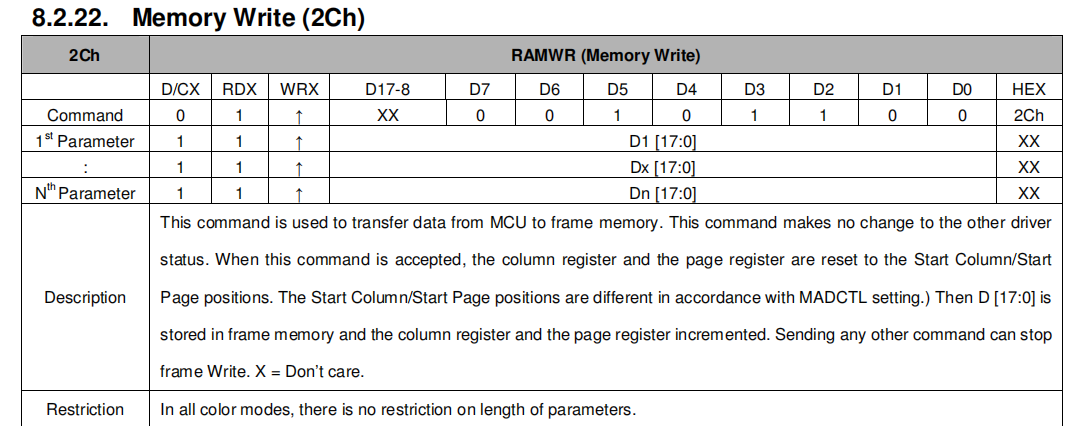 8.2.22. Memory Write (2Ch)
2Ch RAMWR (Memory Write)
D/CX RDX WRX D17-8 D7 D6 D5 D4 D3 D2 D1 D0 HEX
Command 0 1 ↑ XX 0 0 1 0 1 1 0 0 2Ch
1st Parameter 1 1 ↑ D1 [17:0] XX
: 1 1 ↑ Dx [17:0] XX
Nth Parameter 1 1 ↑ Dn [17:0] XX
This command is used to transfer data from MCU to frame memory. This command makes no change to the other driver
status. When this command is accepted, the column register and the page register are reset to the Start Column/Start
Description Page positions. The Start Column/Start Page positions are different in accordance with MADCTL setting.) Then D [17:0] is
stored in frame memory and the column register and the page register incremented. Sending any other command can stop
frame Write. X = Don't care.
Restriction In all color modes, there is no restriction on length of parameters.